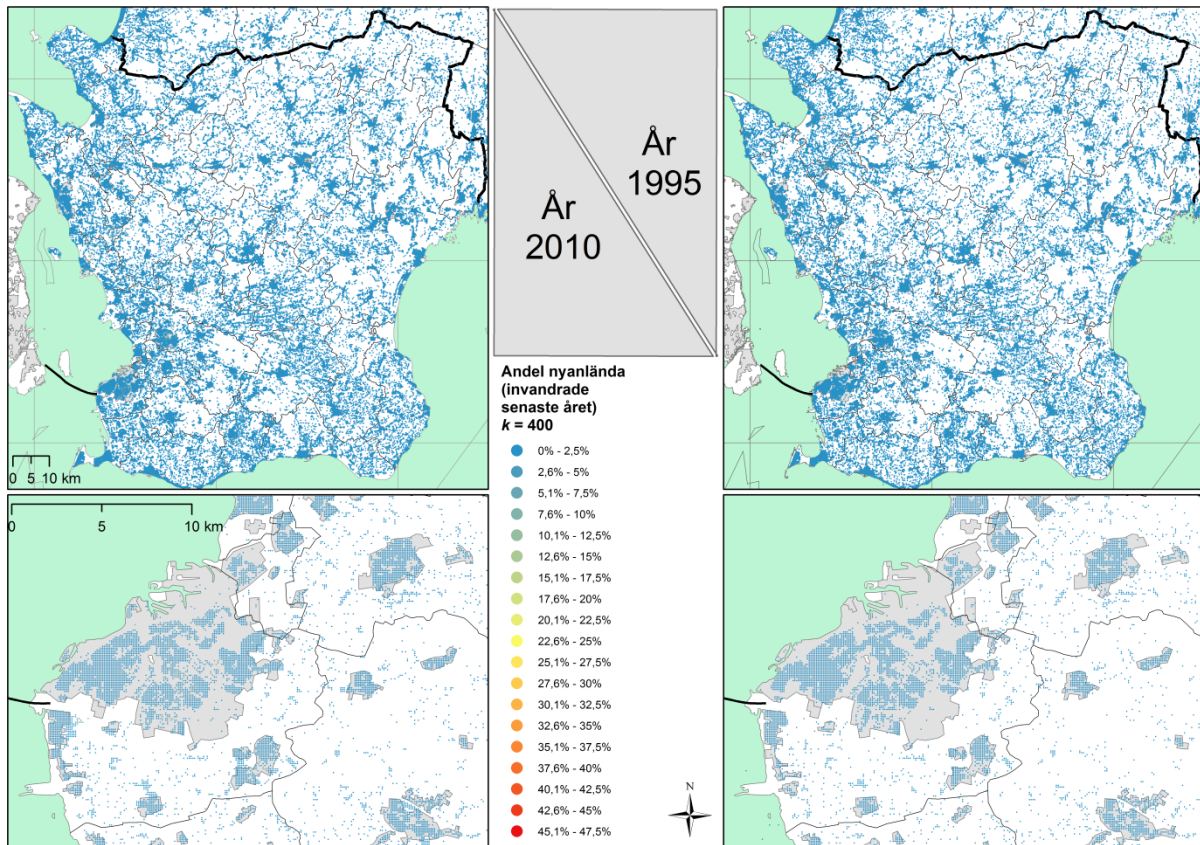 År
1995
År
2010
Andel nyanlända
(invandrade
senaste året)
k = 400
0% - 2,5%
2,6% - 5%
5,1% - 7,5%
7,6% - 10%
10,1% - 12,5%
12,6% - 15%
15,1% - 17,5%
17,6% - 20%
20,1% - 22,5%
22,6% - 25%
25,1% - 27,5%
27,6% - 30%
30,1% - 32,5%
32,6% - 35%
35,1% - 37,5%
37,6% - 40%
40,1% - 42,5%
42,6% - 45%
45,1% - 47,5%
0 5 10 km
0 5 10 km
N